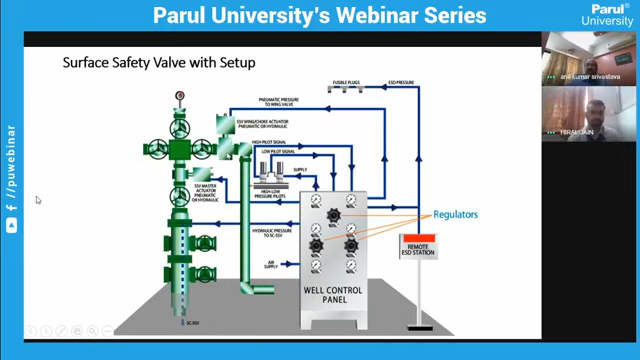 Parul University's Webinar Series
Parul®
University
Surface Safety Valve with Setup
anil kumar srivastava
HIRAL JAIN
FUSIBLE PLUGS
ESD PRESSURE
PNEUMATIC PRESSURE
TO WING VALVE
SSV WING/CHOKE ACTUATOR
PNEUMATIC OR HYDRAULIC
HIGH PILOT SIGNAL
LOW PILOT SIGNAL
SUPPLY
SSV MASTER
ACTUATOR
PNEUMATIC
OR HYDRAULIC
HIGH-LOW
PRESSURE PILOTS
HYDRAULIC PRESSURE
TO SC-SSV
Regulators
REMOTE
ESD STATION
AIR
SUPPLY
WELL CONTROL
PANEL
SC-SSV
//puwebinar